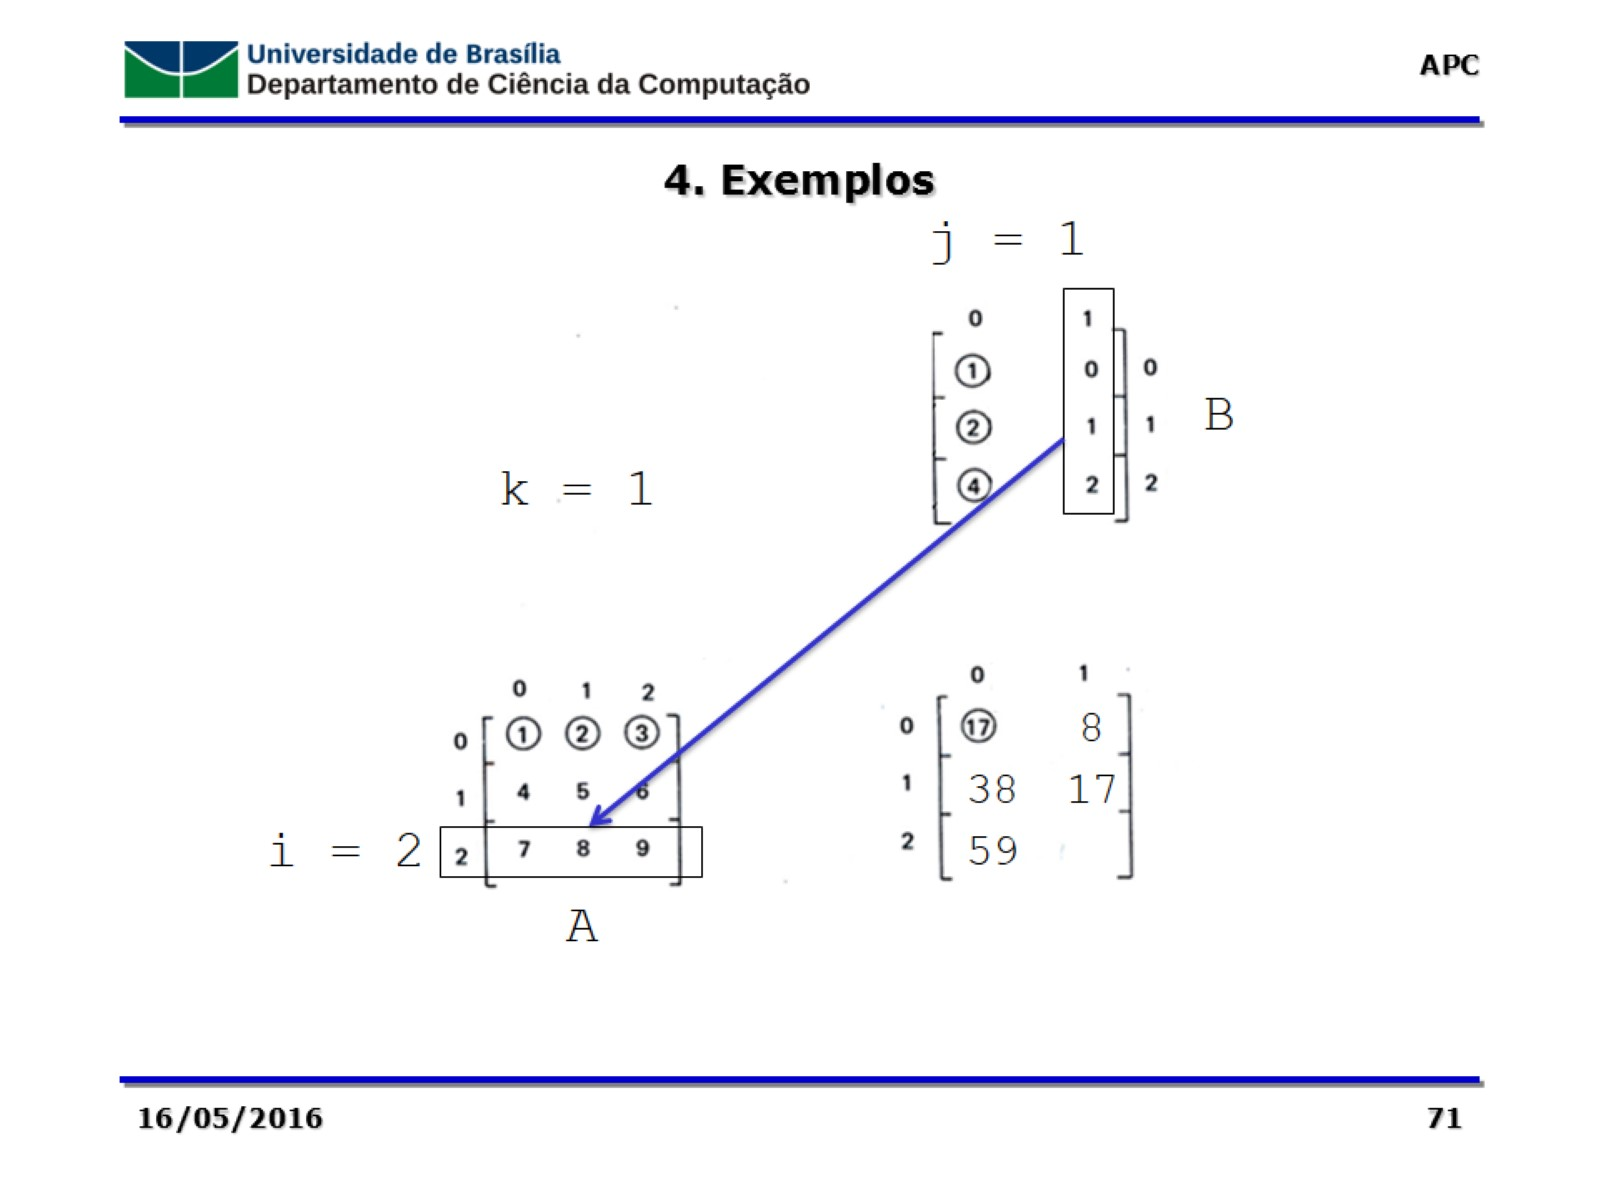 Universidade de Brasília
Departamento de Ciência da Computação
APC
4. Exemplos
j = 1
0 1
1 0 0
2 1 1
4 2 2
B
k = 1
0 1 2
0 1 2 3
1 4 5 6
i = 2 2 7 8 9
A
0 1
0 17 8
1 38 17
2 59
16/05/2016
71